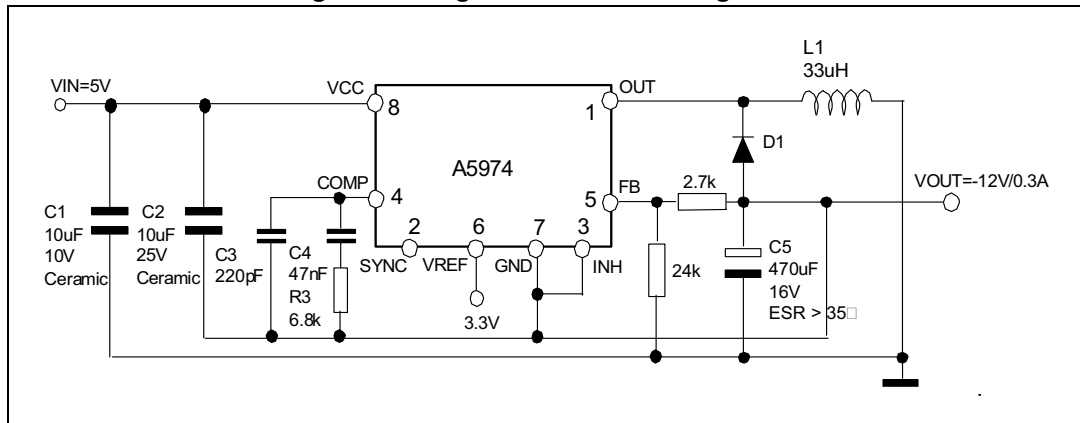 L1
33uH
VIN=5V
VCC
8
OUT
1
D1
A5974
COMP
4
FB
5
2.7k
VOUT=-12V/0.3A
C1
10uF
10V
Ceramic
C2
10uF
25V
Ceramic
C3
220pF
C4
47nF
R3
6.8k
2
SYNC
6
VREF
3.3V
7
GND
3
INH
24k
C5
470uF
16V
ESR > 35□